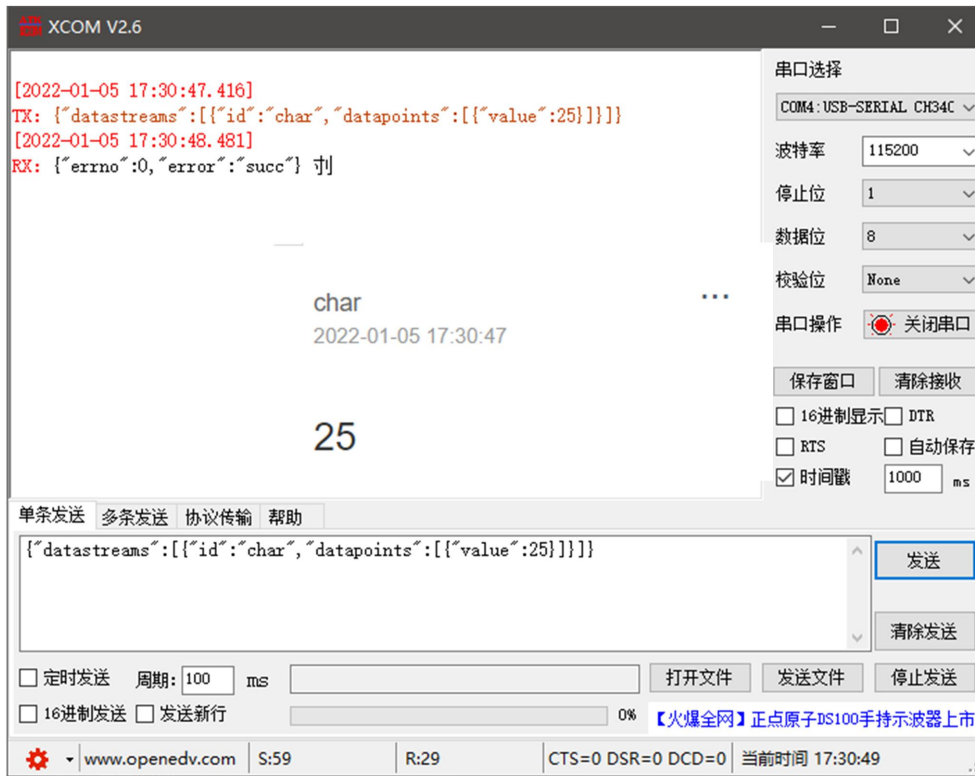 XCOM V2.6
[2022-01-05 17:30:47.416]
TX: {"datastreams":[{"id":"char","datapoints":[{"value":25}]}]}
[2022-01-05 17:30:48.481]
RX: {"errno":0,"error":"succ"}
char
2022-01-05 17:30:47
25
串口选择
COM4:USB-SERIAL CH340
波特率 115200
停止位 1
数据位 8
校验位 None
串口操作 关闭串口
保存窗口 清除接收
16进制显示 DTR
RTS 自动保存
时间戳 1000 ms
单条发送 多条发送 协议传输 帮助
{"datastreams":[{"id":"char","datapoints":[{"value":25}]}]}
发送
清除发送
定时发送 周期: 100 ms 打开文件 发送文件 停止发送
16进制发送 发送新行 0% 【火爆全网】正点原子DS100手持示波器上市
www.openedv.com S:59 R:29 CTS=0 DSR=0 DCD=0 当前时间 17:30:49